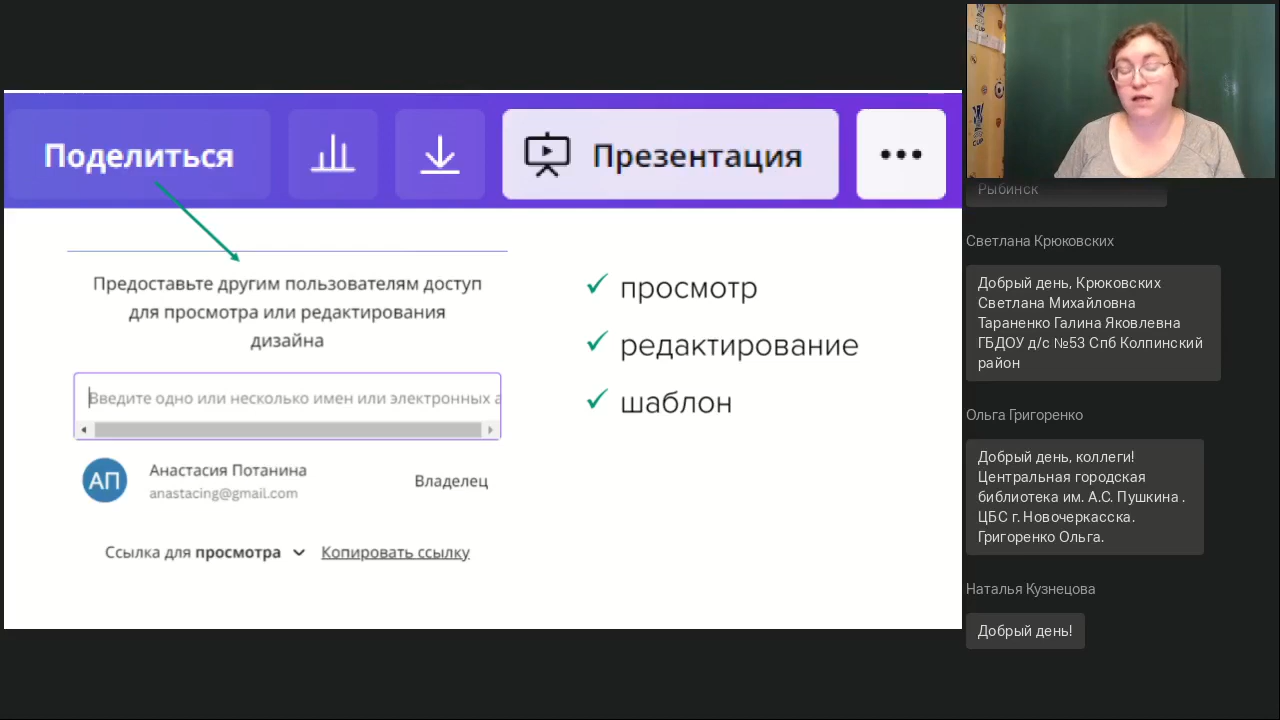 Поделиться
Презентация
Предоставьте другим пользователям доступ
для просмотра или редактирования
дизайна
Введите одно или несколько имен или электронных а
АП
Анастасия Потанина
anastacing@gmail.com
Владелец
Ссылка для просмотра
Копировать ссылку
просмотр
редактирование
шаблон
CUP
CUP
Рыбинск
Светлана Крюковских
Добрый день, Крюковских
Светлана Михайловна
Тараненко Галина Яковлевна
ГБДОУ д/с №53 Спб Колпинский
район
Ольга Григоренко
Добрый день, коллеги!
Центральная городская
библиотека им. А.С. Пушкина .
ЦБС г. Новочеркасска.
Григоренко Ольга.
Наталья Кузнецова
Добрый день!